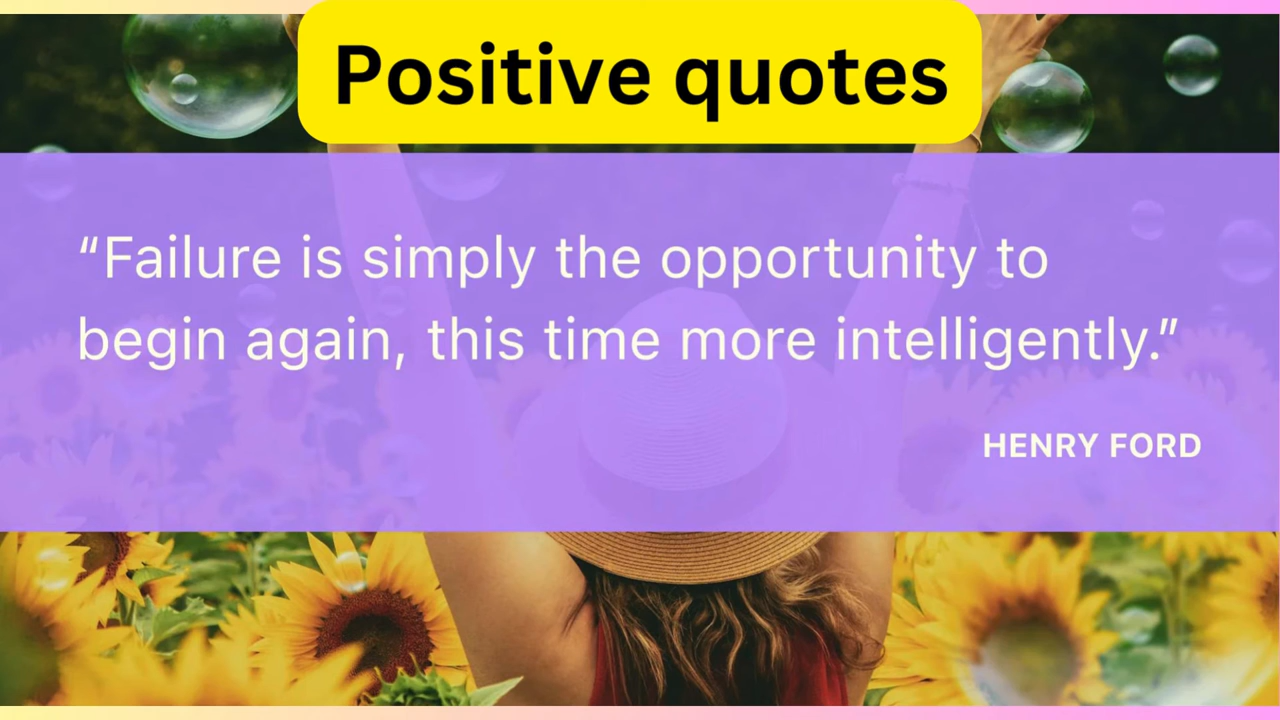 Positive quotes
“Failure is simply the opportunity to
begin again, this time more intelligently.”
HENRY FORD